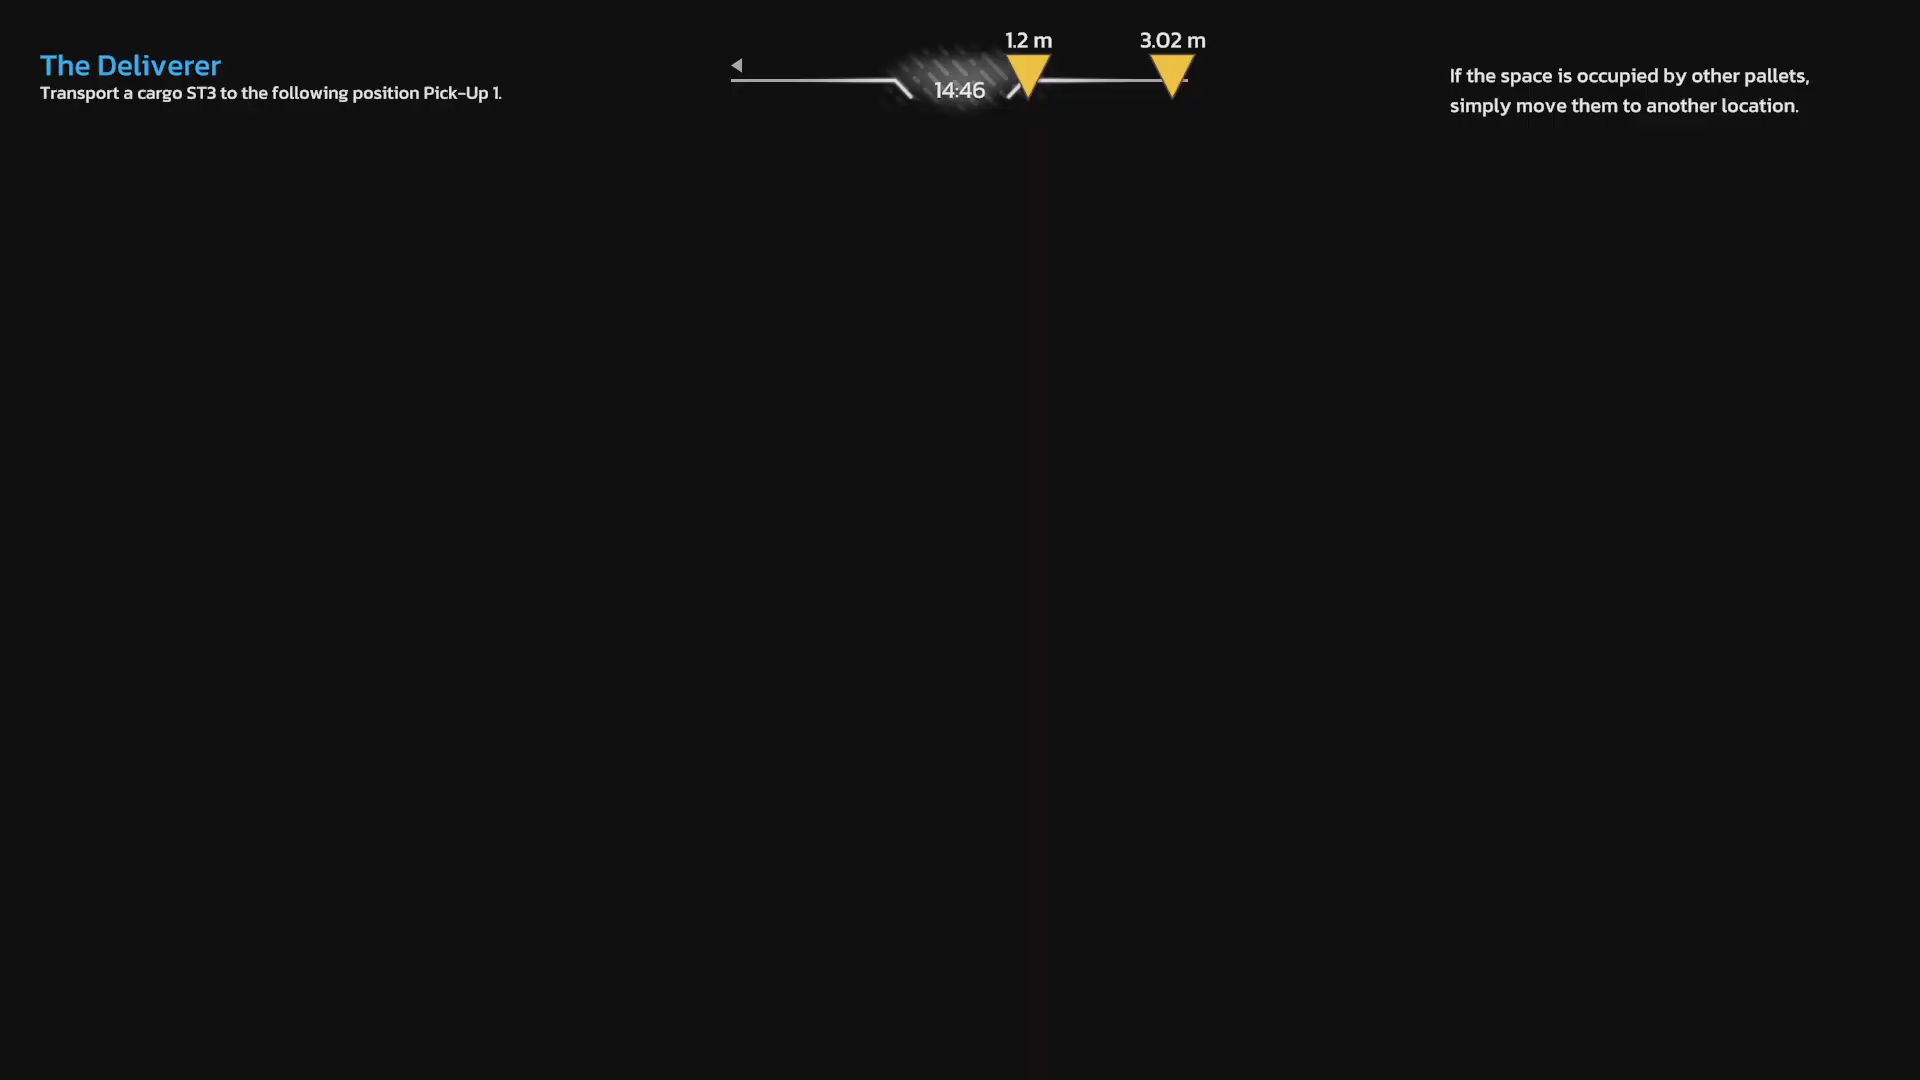 The Deliverer
Transport a cargo ST3 to the following position Pick-Up 1.
1.2 m
3.02 m
14:46
If the space is occupied by other pallets,
simply move them to another location.